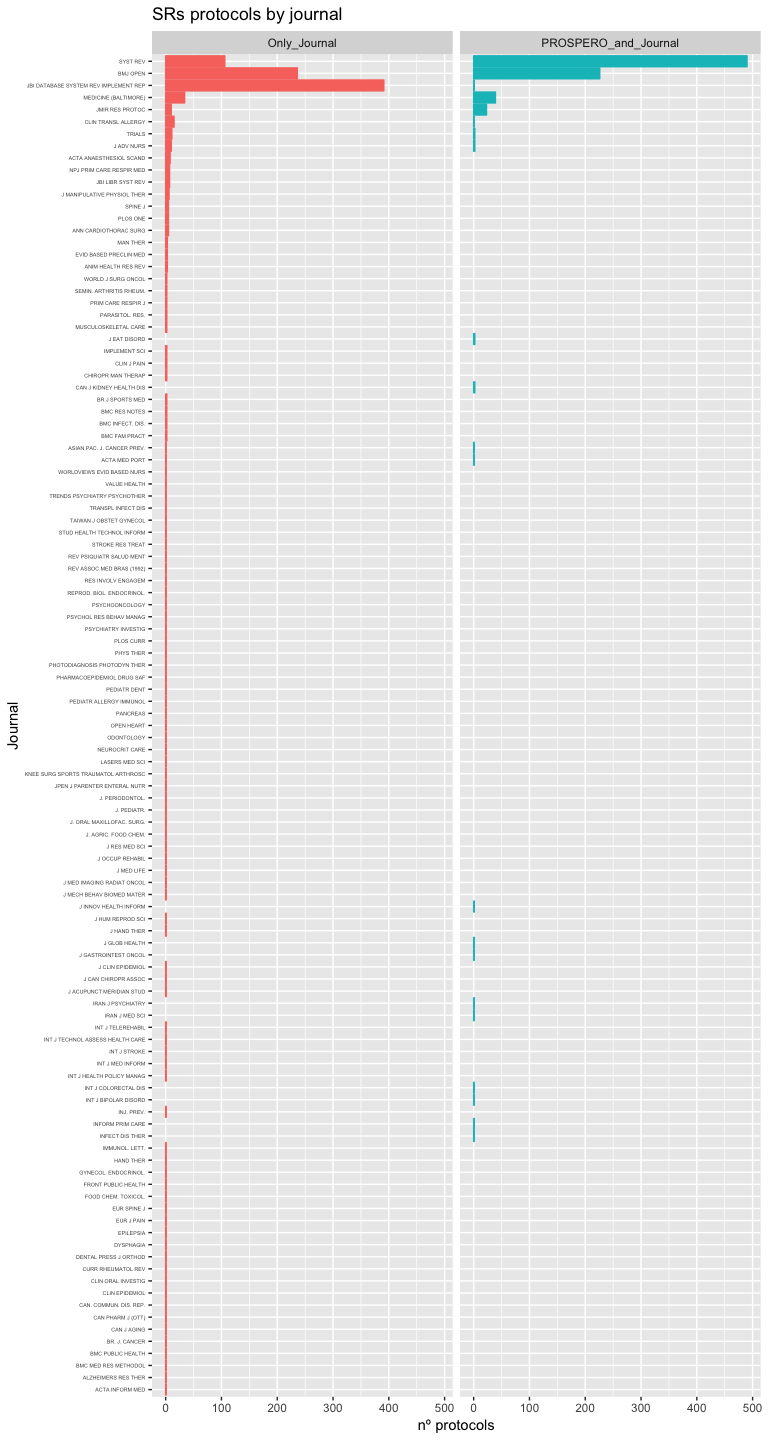 SRs protocols by journal
Only_Journal
PROSPERO_and_Journal
SYST REV
BMJ OPEN
JBI DATABASE SYSTEM REV IMPLEMENT REP
MEDICINE (BALTIMORE)
JMIR RES PROTOC
CLIN TRANSL ALLERGY
TRIALS
J ADV NURS
ACTA ANAESTHESIOL SCAND
NPJ PRIM CARE RESPIR MED
JBI LIBR SYST REV
J MANIPULATIVE PHYSIOL THER
SPINE J
PLOS ONE
ANN CARDIOTHORAC SURG
MAN THER
EVID BASED PRECLIN MED
ANIM HEALTH RES REV
WORLD J SURG ONCOL
SEMIN. ARTHRITIS RHEUM.
PRIM CARE RESPIR J
PARASITOL. RES.
MUSCULOSKELETAL CARE
J EAT DISORD
IMPLEMENT SCI
CLIN J PAIN
CHIROPR MAN THERAP
CAN J KIDNEY HEALTH DIS
BR J SPORTS MED
BMC RES NOTES
BMC INFECT. DIS.
BMC FAM PRACT
ASIAN PAC. J. CANCER PREV.
ACTA MED PORT
WORLDVIEWS EVID BASED NURS
VALUE HEALTH
TRENDS PSYCHIATRY PSYCHOTHER
TRANSPL INFECT DIS
TAIWAN J OBSTET GYNECOL
STUD HEALTH TECHNOL INFORM
STROKE RES TREAT
REV PSIQUIATR SALUD MENT
REV ASSOC MED BRAS (1992)
RES INVOLV ENGAGEM
REPROD. BIOL. ENDOCRINOL.
PSYCHOONCOLOGY
PSYCHOL RES BEHAV MANAG
PSYCHIATRY INVESTIG
PLOS CURR
PHYS THER
PHOTODIAGNOSIS PHOTODYN THER
PHARMACOEPIDEMIOL DRUG SAF
PEDIATR DENT
PEDIATR ALLERGY IMMUNOL
PANCREAS
OPEN HEART
ODONTOLOGY
NEUROCRIT CARE
LASERS MED SCI
KNEE SURG SPORTS TRAUMATOL ARTHROSC
JPEN J PARENTER ENTERAL NUTR
J. PERIODONTOL.
J. PEDIATR.
J. ORAL MAXILLOFAC. SURG.
J. AGRIC. FOOD CHEM.
J RES MED SCI
J OCCUP REHABIL
J MED LIFE
J MED IMAGING RADIAT ONCOL
J MECH BEHAV BIOMED MATER
J INNOV HEALTH INFORM
J HUM REPROD SCI
J HAND THER
J GLOB HEALTH
J GASTROINTEST ONCOL
J CLIN EPIDEMIOL
J CAN CHIROPR ASSOC
J ACUPUNCT MERIDIAN STUD
IRAN J PSYCHIATRY
IRAN J MED SCI
INT J TELEREHABIL
INT J TECHNOL ASSESS HEALTH CARE
INT J STROKE
INT J MED INFORM
INT J HEALTH POLICY MANAG
INT J COLORECTAL DIS
INT J BIPOLAR DISORD
INJ. PREV.
INFORM PRIM CARE
INFECT DIS THER
IMMUNOL. LETT.
HAND THER
GYNECOL. ENDOCRINOL.
FRONT PUBLIC HEALTH
FOOD CHEM. TOXICOL.
EUR SPINE J
EUR J PAIN
EPILEPSIA
DYSPHAGIA
DENTAL PRESS J ORTHOD
CURR RHEUMATOL REV
CLIN ORAL INVESTIG
CLIN EPIDEMIOL
CAN. COMMUN. DIS. REP.
CAN PHARM J (OTT)
CAN J AGING
BR. J. CANCER
BMC PUBLIC HEALTH
BMC MED RES METHODOL
ALZHEIMERS RES THER
ACTA INFORM MED
Journal
0 100 200 300 400 500
0 100 200 300 400 500
nº protocols